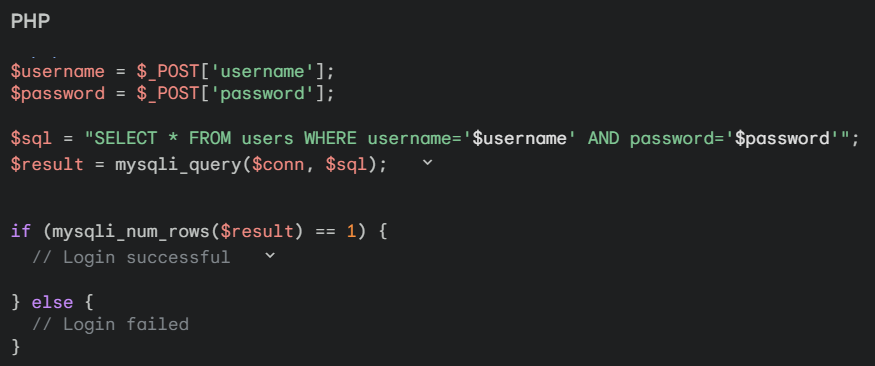 PHP
$username = $_POST['username'];
$password = $_POST['password'];
$sql = "SELECT * FROM users WHERE username='$username' AND password='$password'";
$result = mysqli_query($conn, $sql);
if (mysqli_num_rows($result) == 1) {
  // Login successful
} else {
  // Login failed
}